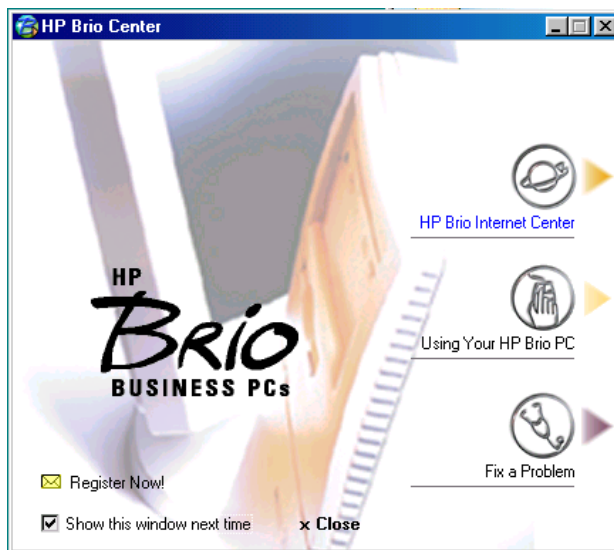 HP Brio Center
HP Brio Internet Center
HP
BRIO
BUSINESS PCs
Using Your HP Brio PC
Fix a Problem
Register Now!
Show this window next time
x Close